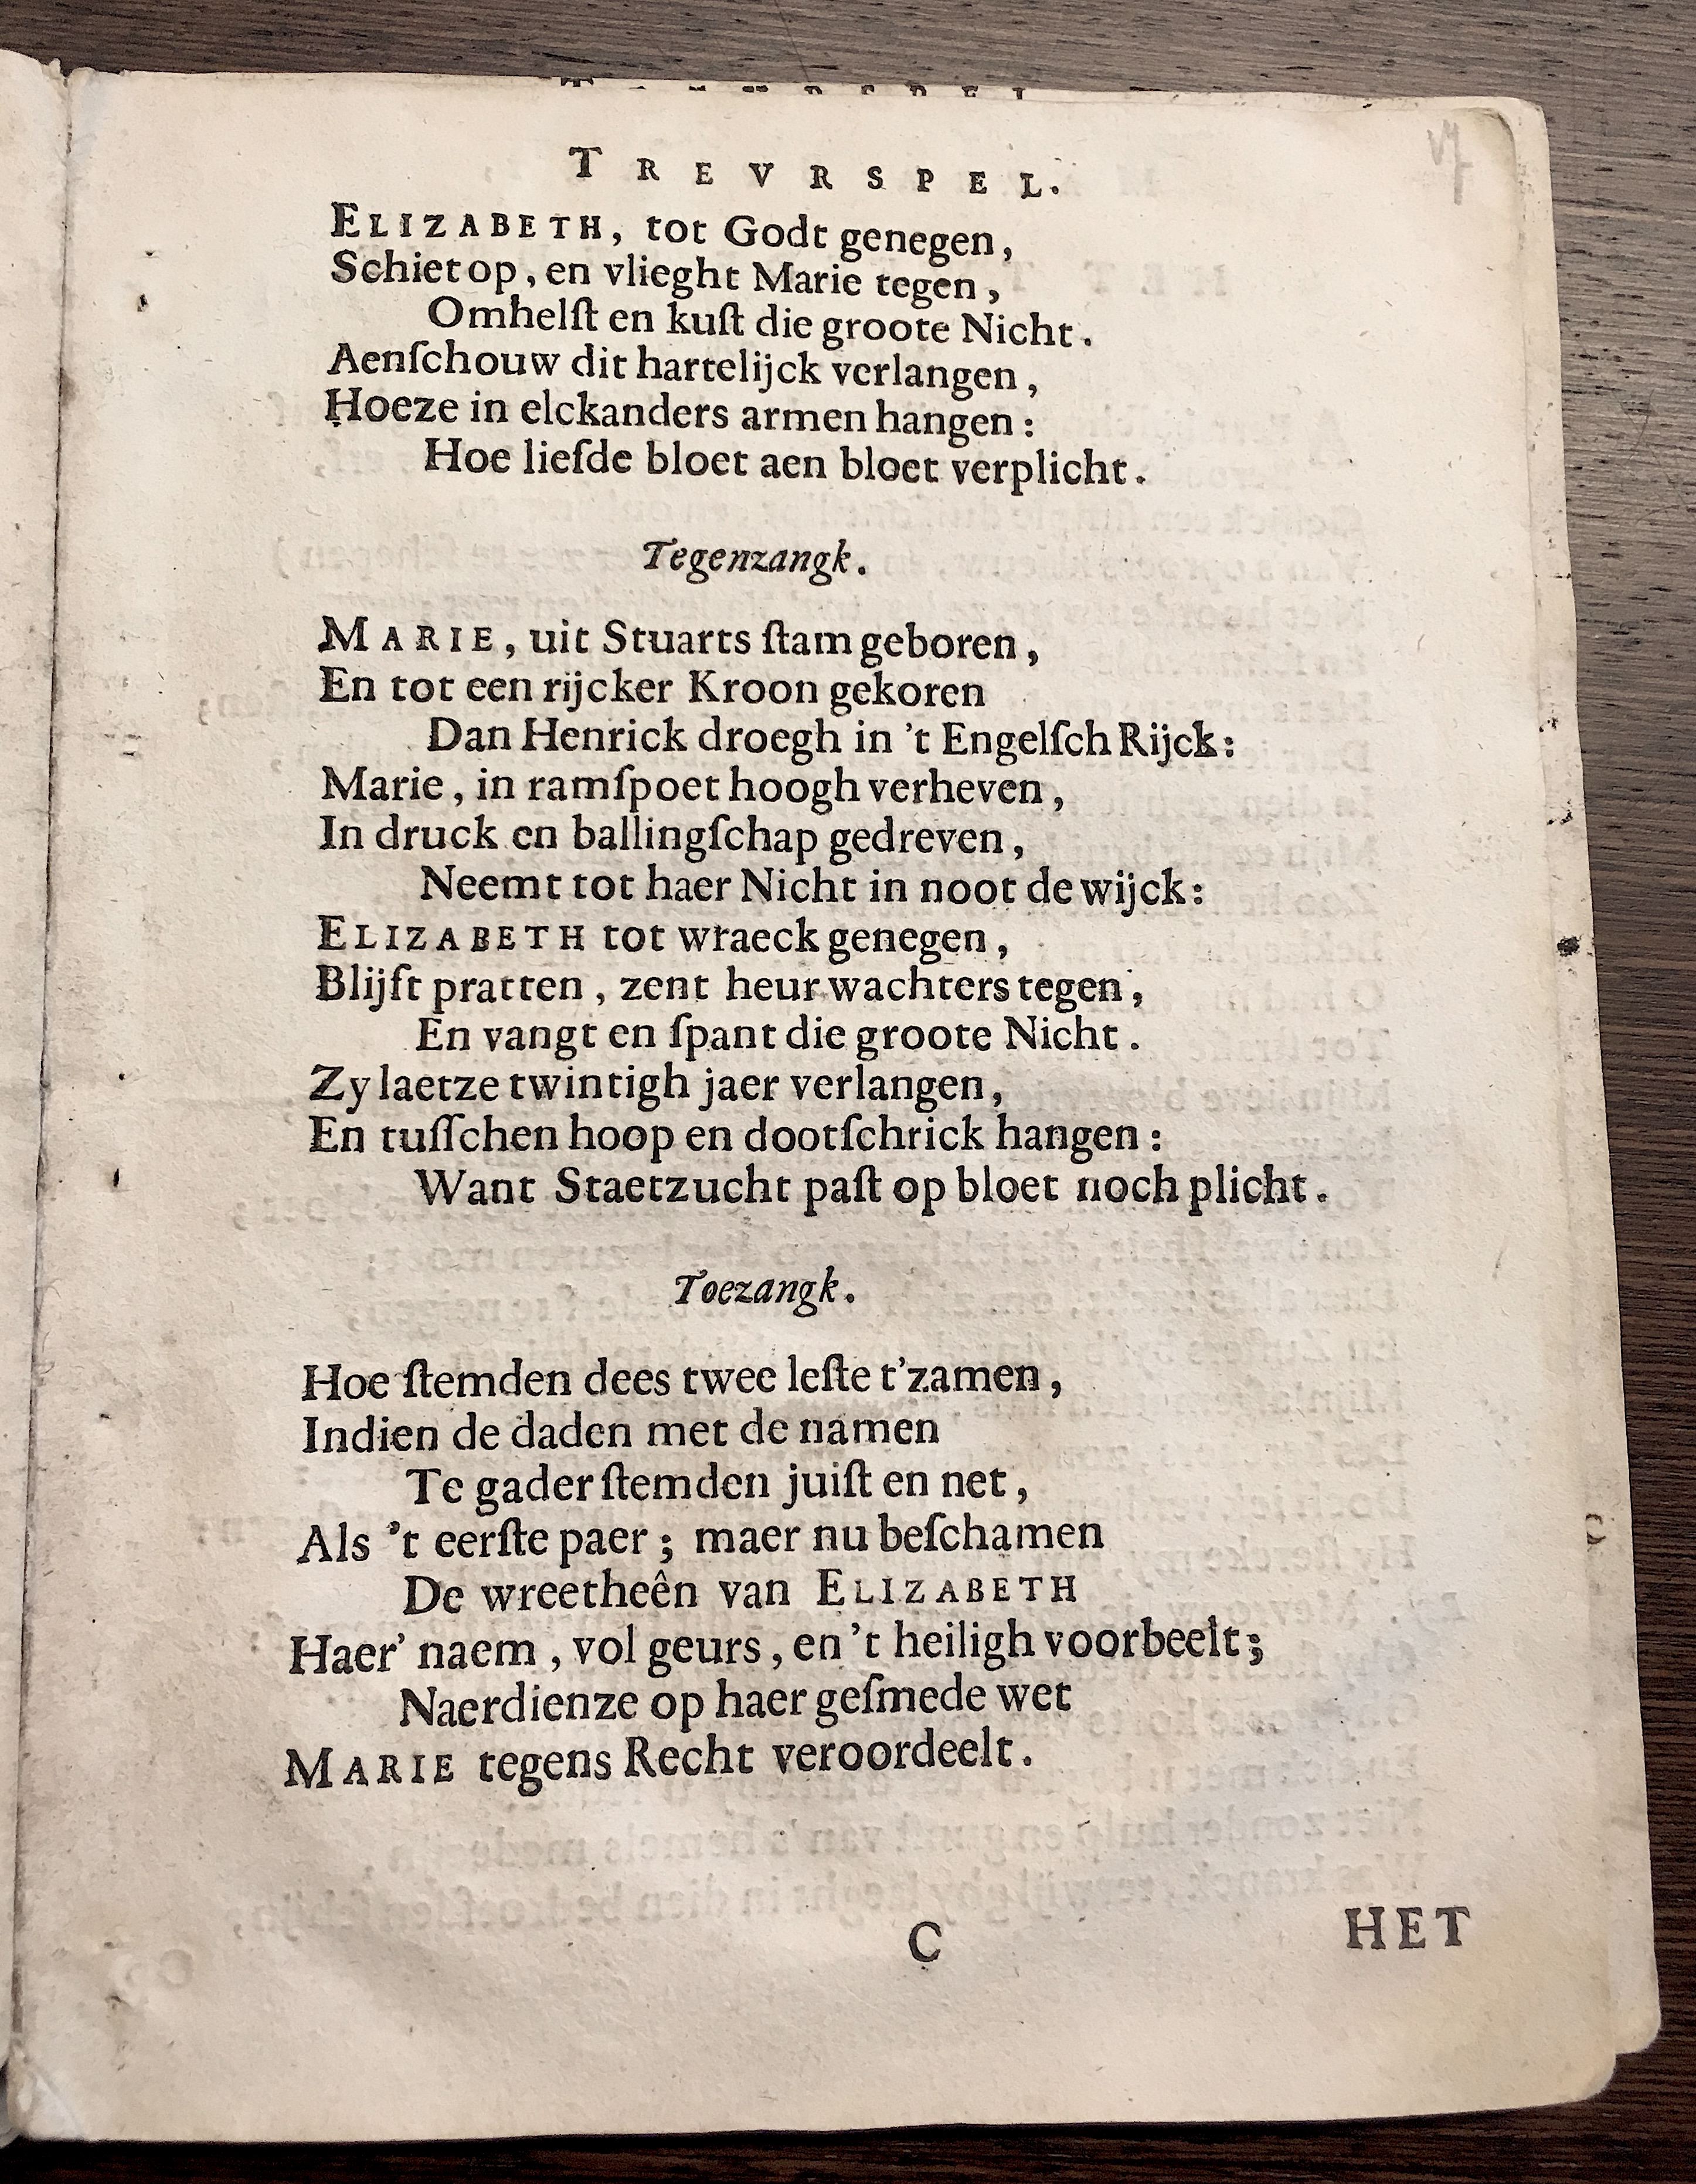 TREVRSPEL.
ELIZABETH, tot Godt genegen,
Schiet op, en vlieght Marie tegen,
Omhelſt en kuſt die groote Nicht.
Aenſchouw dit hartelijck verlangen,
Hoeze in elckanders armen hangen:
Hoe lieſde bloet aen bloet verplicht.
Tegenzangk.
MARIE, uit Stuarts ſtam geboren,
En tot een rijcker Kroon gekoren
Dan Henrick droegh in 't Engelſch Rijck:
Marie, in ramſpoet hoogh verheven,
In druck en ballingſchap gedreven,
Neemt tot haer Nicht in noot de wijck:
ELIZABETH tot wraeck genegen,
Blijft pratten, zent heur wachters tegen,
En vangt en ſpant die groote Nicht.
Zy laetze twintigh jaer verlangen,
En tuſſchen hoop en dootſchrick hangen:
Want Staetzucht paſt op bloet noch plicht.
Toezangk.
Hoe ſtemden dees twee leſte t'zamen,
Indien de daden met de namen
Te gader ſtemden juiſt en net,
Als 't eerſte paer; maer nu beſchamen
De wreetheên van ELIZABETH
Haer' naem, vol geurs, en 't heiligh voorbeelt;
Naerdienze op haer geſmede wet
MARIE tegens Recht veroordeelt.
C
HET